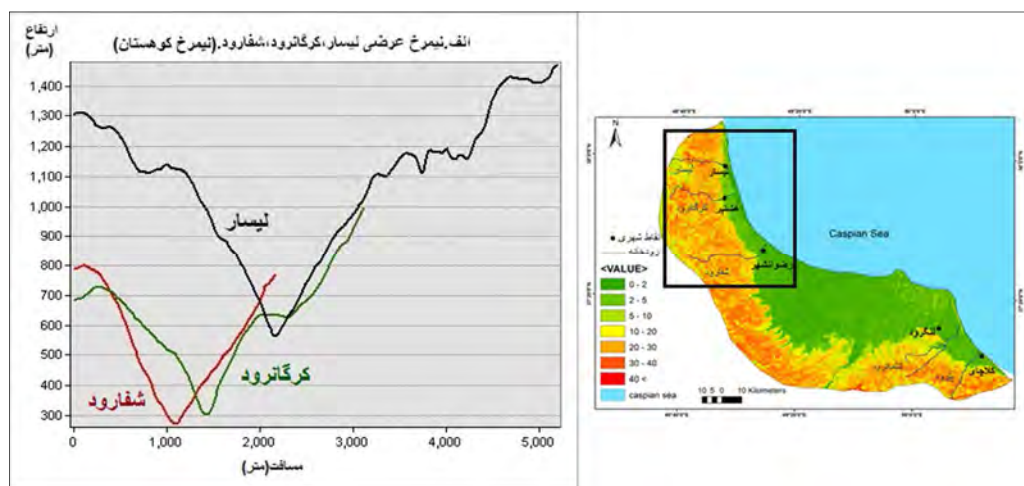 الف.نیمرخ عرضی لیسار،کرگانرود،شفارود.(نیمرخ کوهستان)
ارتفاع
(متر)
1,400
1,300
1,200
1,100
1,000
900
800
700
600
500
400
300
0
1,000
2,000
3,000
4,000
5,000
مسافت(متر)
لیسار
کرگانرود
شفارود
N
Caspian Sea
لیسار
هشتپر
رضوانشهر
شفارود
لنگرود
کلاچای
نقاط شهری
رودخانه
<VALUE>
0 - 2
2 - 5
5 - 10
10 - 20
20 - 30
30 - 40
40 <
caspian sea
10 5 0 10 Kilometers